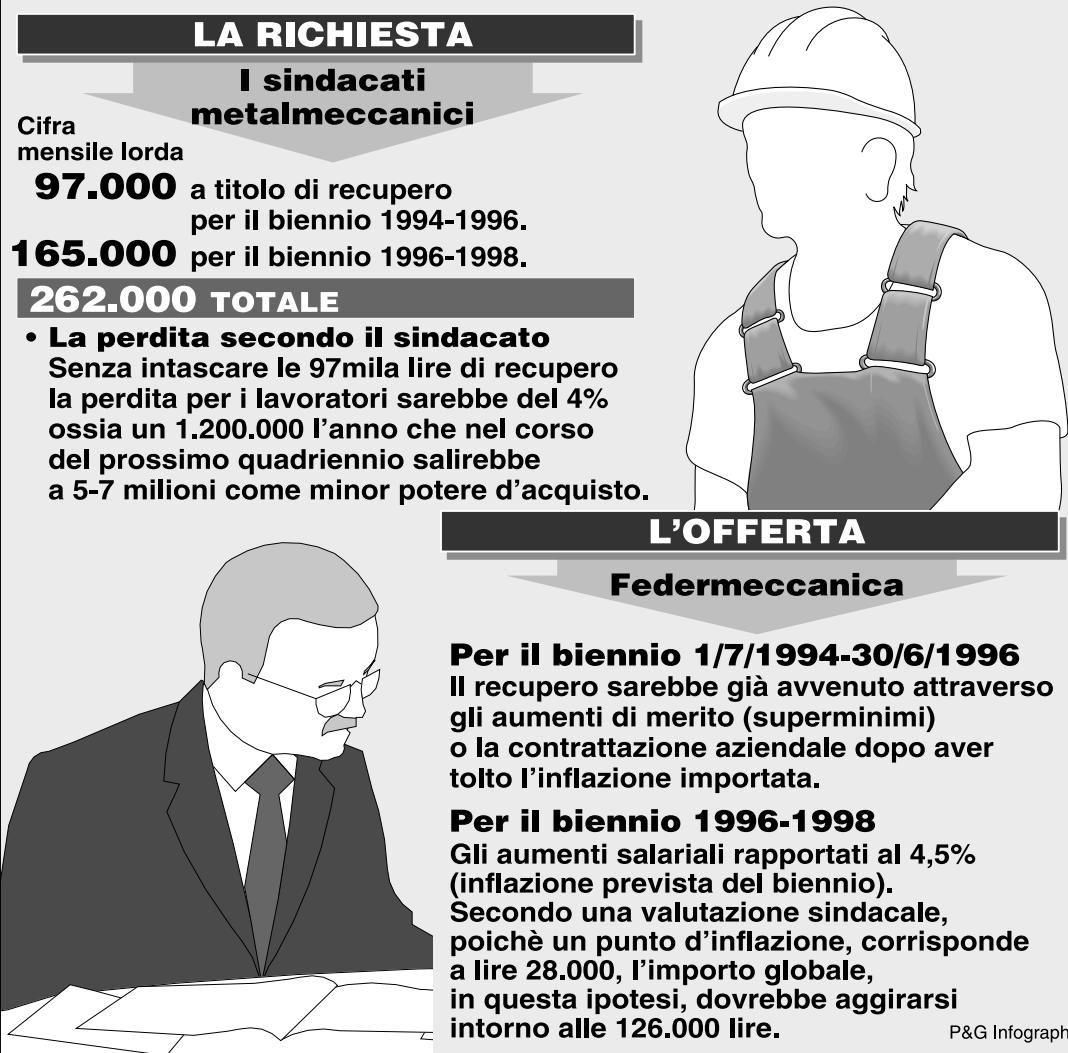 LA RICHIESTA
I sindacati
metalmeccanici
Cifra
mensile lorda
97.000 a titolo di recupero
per il biennio 1994-1996.
165.000 per il biennio 1996-1998.
262.000 TOTALE
• La perdita secondo il sindacato
Senza intascare le 97mila lire di recupero
la perdita per i lavoratori sarebbe del 4%
ossia un 1.200.000 l'anno che nel corso
del prossimo quadriennio salirebbe
a 5-7 milioni come minor potere d'acquisto.
L'OFFERTA
Federmeccanica
Per il biennio 1/7/1994-30/6/1996
Il recupero sarebbe già avvenuto attraverso
gli aumenti di merito (superminimi)
o la contrattazione aziendale dopo aver
tolto l'inflazione importata.
Per il biennio 1996-1998
Gli aumenti salariali rapportati al 4,5%
(inflazione prevista del biennio).
Secondo una valutazione sindacale,
poichè un punto d'inflazione, corrisponde
a lire 28.000, l'importo globale,
in questa ipotesi, dovrebbe aggirarsi
intorno alle 126.000 lire.
P&G Infograph